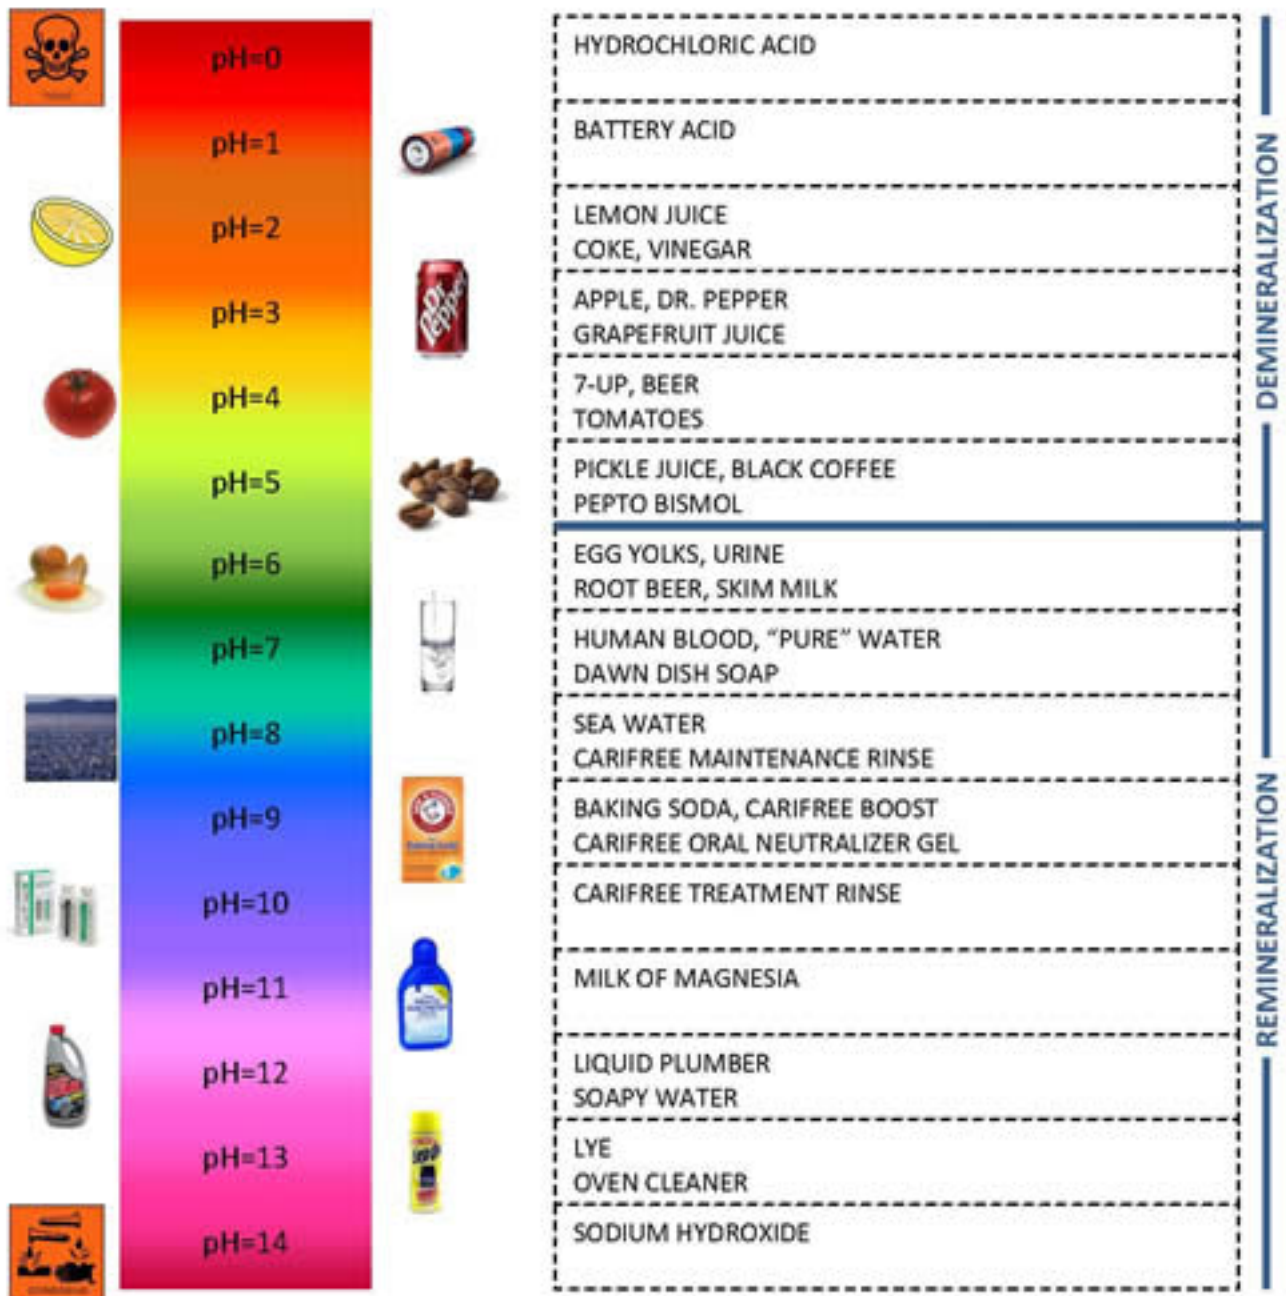 pH=0
HYDROCHLORIC ACID
pH=1
BATTERY ACID
pH=2
LEMON JUICE
COKE, VINEGAR
pH=3
Dr Pepper
APPLE, DR. PEPPER
GRAPEFRUIT JUICE
pH=4
7-UP, BEER
TOMATOES
pH=5
PICKLE JUICE, BLACK COFFEE
PEPTO BISMOL
pH=6
EGG YOLKS, URINE
ROOT BEER, SKIM MILK
pH=7
HUMAN BLOOD, “PURE” WATER
DAWN DISH SOAP
pH=8
SEA WATER
CARIFREE MAINTENANCE RINSE
pH=9
BAKING SODA, CARIFREE BOOST
CARIFREE ORAL NEUTRALIZER GEL
pH=10
CARIFREE TREATMENT RINSE
pH=11
MILK OF MAGNESIA
pH=12
LIQUID PLUMBER
SOAPY WATER
pH=13
LYE
OVEN CLEANER
pH=14
SODIUM HYDROXIDE
DEMINERALIZATION
REMINERALIZATION